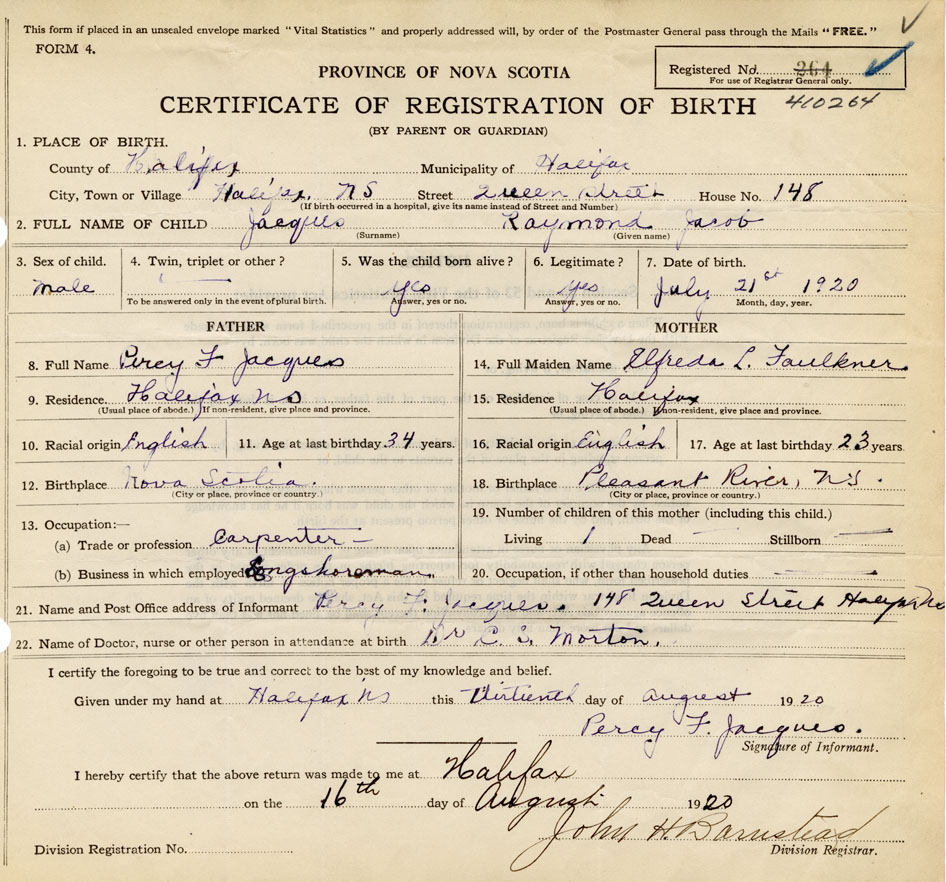 This form if placed in an unsealed envelope marked "Vital Statistics" and properly addressed will, by order of the Postmaster General pass through the Mails "FREE."
FORM 4.
Registered No. 264
For use of Registrar General only.
PROVINCE OF NOVA SCOTIA
CERTIFICATE OF REGISTRATION OF BIRTH 410264
(BY PARENT OR GUARDIAN)
1. PLACE OF BIRTH.
County of Halifax Municipality of Halifax
City, Town or Village Halifax, NS Street Queen Street House No. 148
(If birth occurred in a hospital, give its name instead of Street and Number)
2. FULL NAME OF CHILD Jacques Raymond Jacob
(Surname) (Given name)
3. Sex of child. 4. Twin, triplet or other? 5. Was the child born alive? 6. Legitimate? 7. Date of birth.
Male yes yes July 21st 1920
To be answered only in the event of plural birth. Answer, yes or no. Answer, yes or no. Month, day, year.
FATHER MOTHER
8. Full Name Percy F Jacques 14. Full Maiden Name Elfreda L. Faulkner
9. Residence. Halifax NS 15. Residence Halifax
(Usual place of abode.) If non-resident, give place and province. (Usual place of abode.) If non-resident, give place and province.
10. Racial origin English 11. Age at last birthday 34 years. 16. Racial origin English 17. Age at last birthday 23 years
12. Birthplace Nova Scotia. 18. Birthplace Pleasant River, NS.
(City or place, province or country.) (City or place, province or country.)
13. Occupation:— 19. Number of children of this mother (including this child.)
(a) Trade or profession Carpenter Living 1 Dead Stillborn
(b) Business in which employed Longshoreman. 20. Occupation, if other than household duties
21. Name and Post Office address of Informant Percy F. Jacques. 148 Queen Street Halifax NS
22. Name of Doctor, nurse or other person in attendance at birth Dr C. S. Morton.
I certify the foregoing to be true and correct to the best of my knowledge and belief.
Given under my hand at Halifax NS this thirtienth day of august 1920
Percy F. Jacques.
Signature of Informant.
I hereby certify that the above return was made to me at Halifax
on the 16th day of August 1920
John H Barnstead
Division Registration No. Division Registrar.